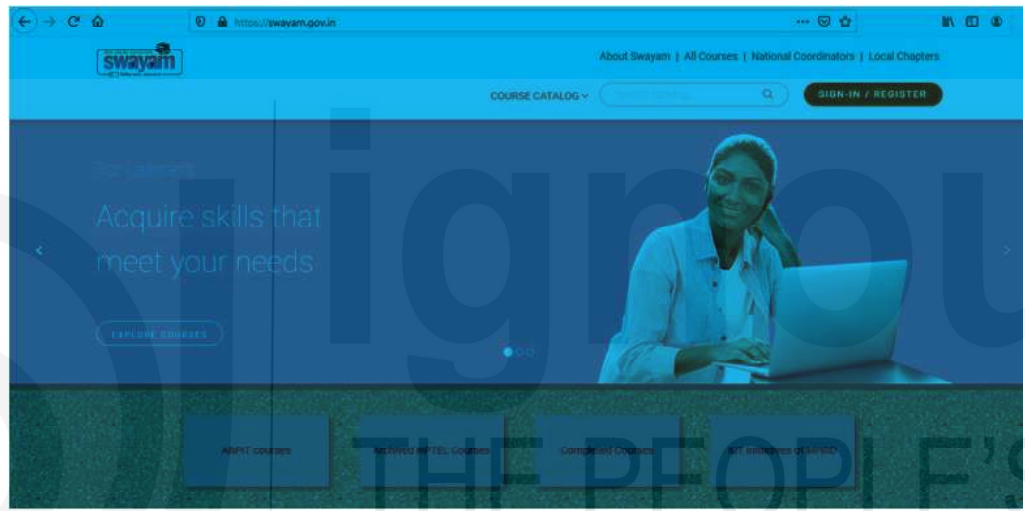 https://swayam.gov.in
swayam
About Swayam | All Courses | National Coordinators | Local Chapters
COURSE CATALOG
SIGN-IN / REGISTER
For Learners
Acquire skills that
meet your needs
EXPLORE COURSES
ARPIT courses
Archived NPTEL Courses
Completed Courses
ICT Initiatives of MHRD
ignou
THE PEOPLE'S